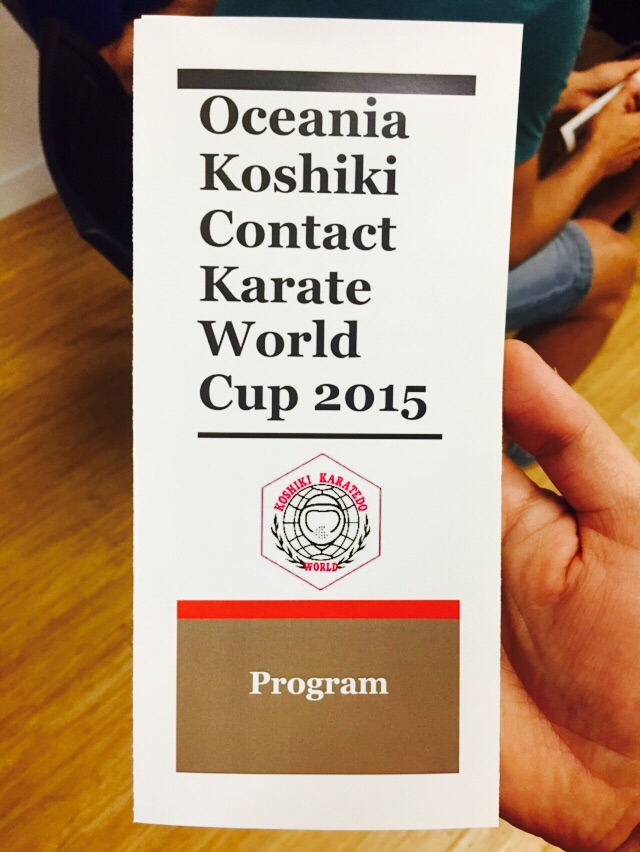 Oceania
Koshiki
Contact
Karate
World
Cup 2015
KOSHIKI KARATEDO
WORLD
Program